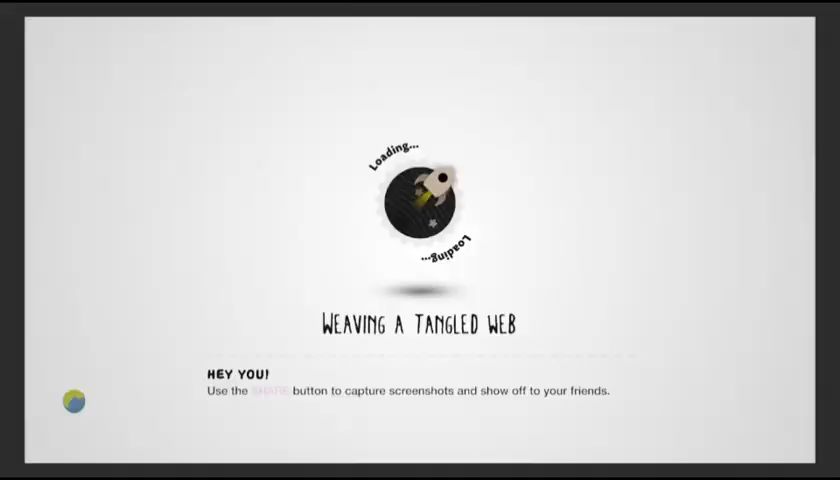 Loading...
Loading...
WEAVING A TANGLED WEB
HEY YOU!
Use the SHARE button to capture screenshots and show off to your friends.